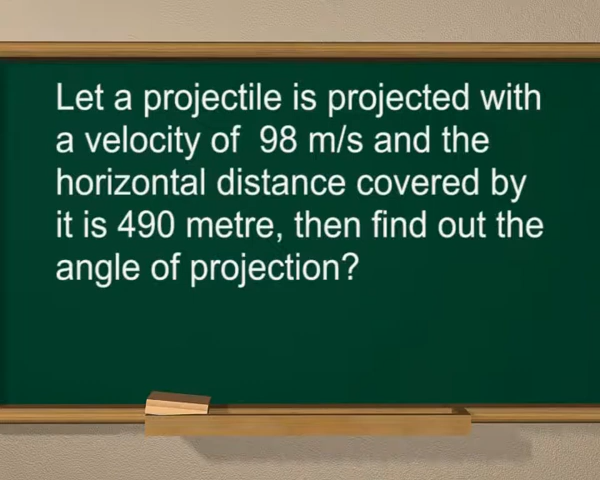 Let a projectile is projected with
a velocity of  98 m/s and the
horizontal distance covered by
it is 490 metre, then find out the
angle of projection?